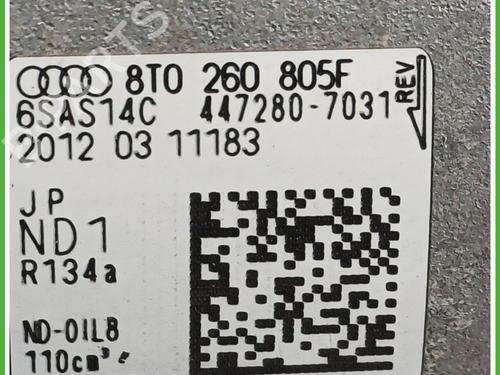 8T0 260 805F
6SAS14C 447280-7031
REV
2012 03 11183
JP
ND1
R134a
ND-OIL8
110cm³